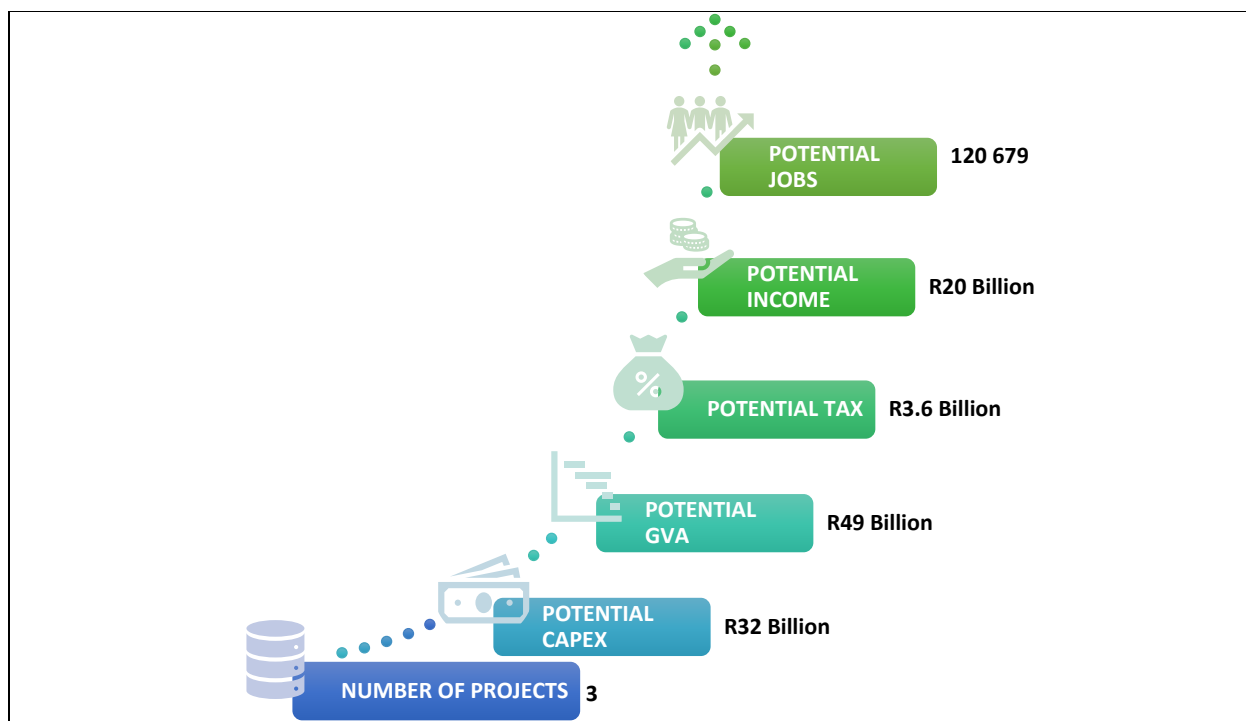 POTENTIAL
JOBS
120 679
POTENTIAL
INCOME
R20 Billion
%
POTENTIAL TAX
R3.6 Billion
POTENTIAL
GVA
R49 Billion
POTENTIAL
CAPEX
R32 Billion
NUMBER OF PROJECTS
3